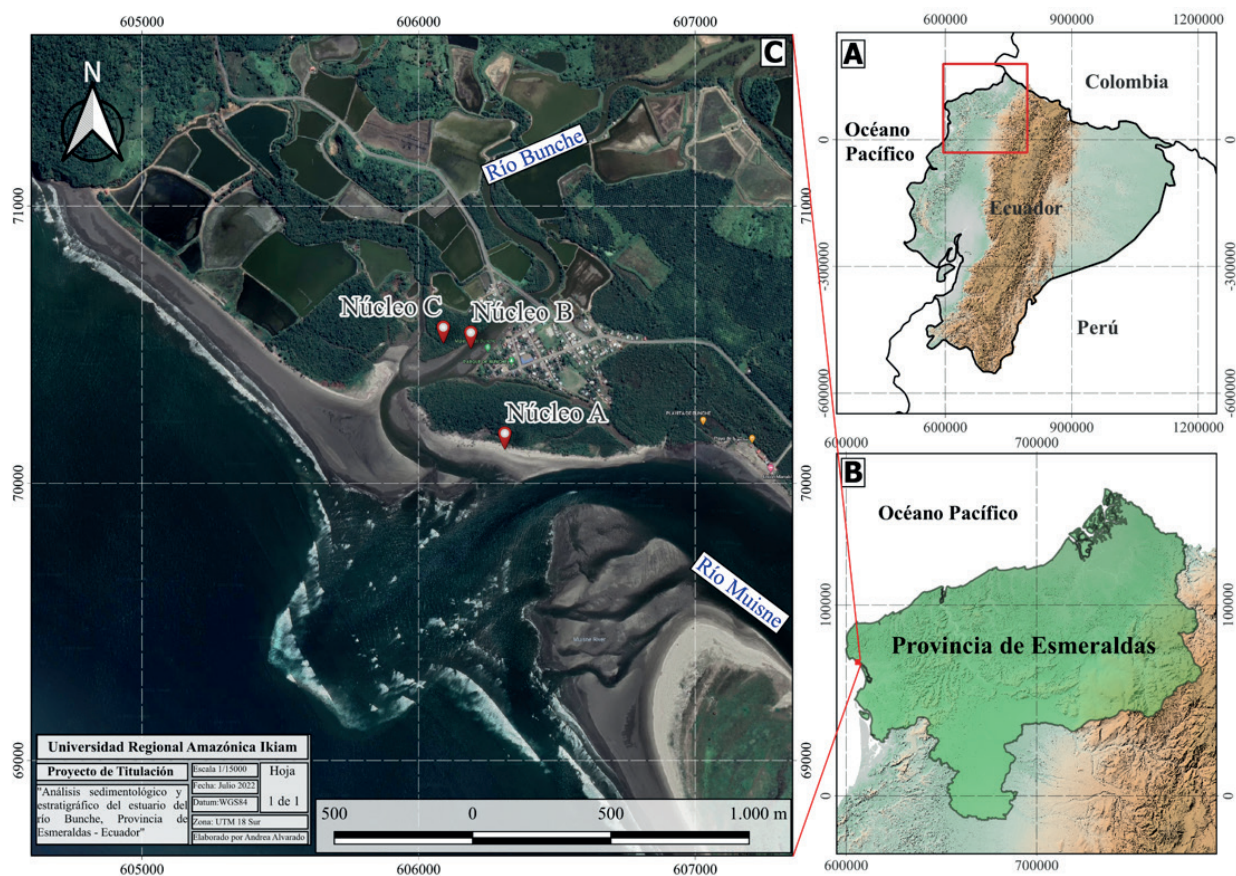 605000
606000
607000
C
N
Río Bunche
71000
71000
Núcleo C
Núcleo B
Núcleo A
70000
70000
Río Muisne
69000
69000
Universidad Regional Amazónica Ikiam
Proyecto de Titulación
"Análisis sedimentológico y
estratigráfico del estuario del
río Bunche, Provincia de
Esmeraldas - Ecuador"
Escala 1/15000
Fecha: Julio 2022
Datum:WGS84
Zona: UTM 18 Sur
Elaborado por Andrea Alvarado
Hoja
1 de 1
500 0 500 1.000 m
605000
606000
607000
600000 900000 1200000
A
Colombia
Océano
Pacífico
Ecuador
Perú
0
0
-300000
-300000
-600000
-600000
600000 900000 1200000
600000 700000
B
Océano Pacífico
Provincia de Esmeraldas
100000
100000
0
0
600000 700000